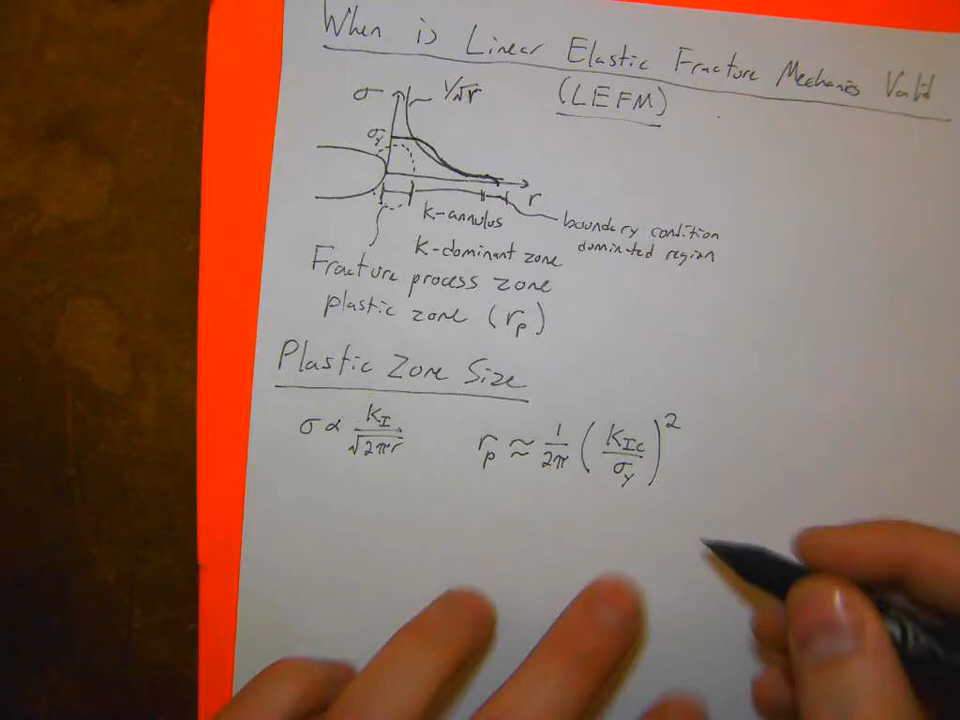 When is Linear Elastic Fracture Mechanics Valid
(LEFM)
σ
1/√r
σy
r
K-annulus
boundary condition
dominated region
K-dominant zone
Fracture process zone
plastic zone (rp)
Plastic Zone Size
σ ∝ KI/√2πr
rp ≈ 1/2π (KIc/σy)²